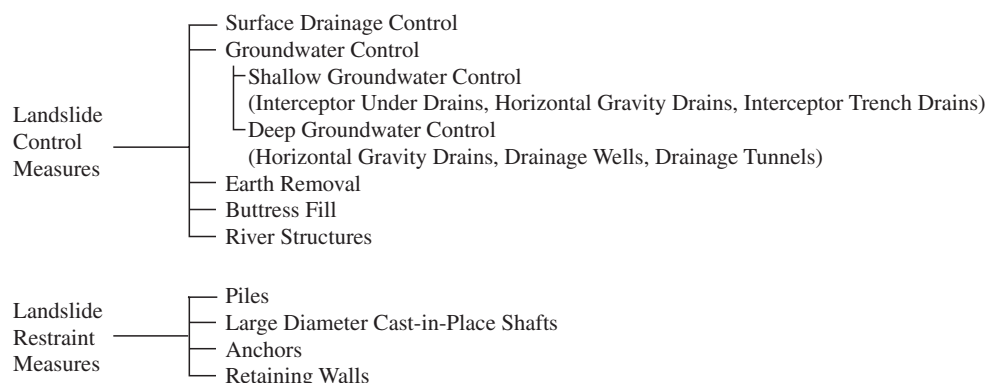 Surface Drainage Control
Groundwater Control
Shallow Groundwater Control
(Interceptor Under Drains, Horizontal Gravity Drains, Interceptor Trench Drains)
Landslide
Control
Measures
Deep Groundwater Control
(Horizontal Gravity Drains, Drainage Wells, Drainage Tunnels)
Earth Removal
Buttress Fill
River Structures
Landslide
Restraint
Measures
Piles
Large Diameter Cast-in-Place Shafts
Anchors
Retaining Walls